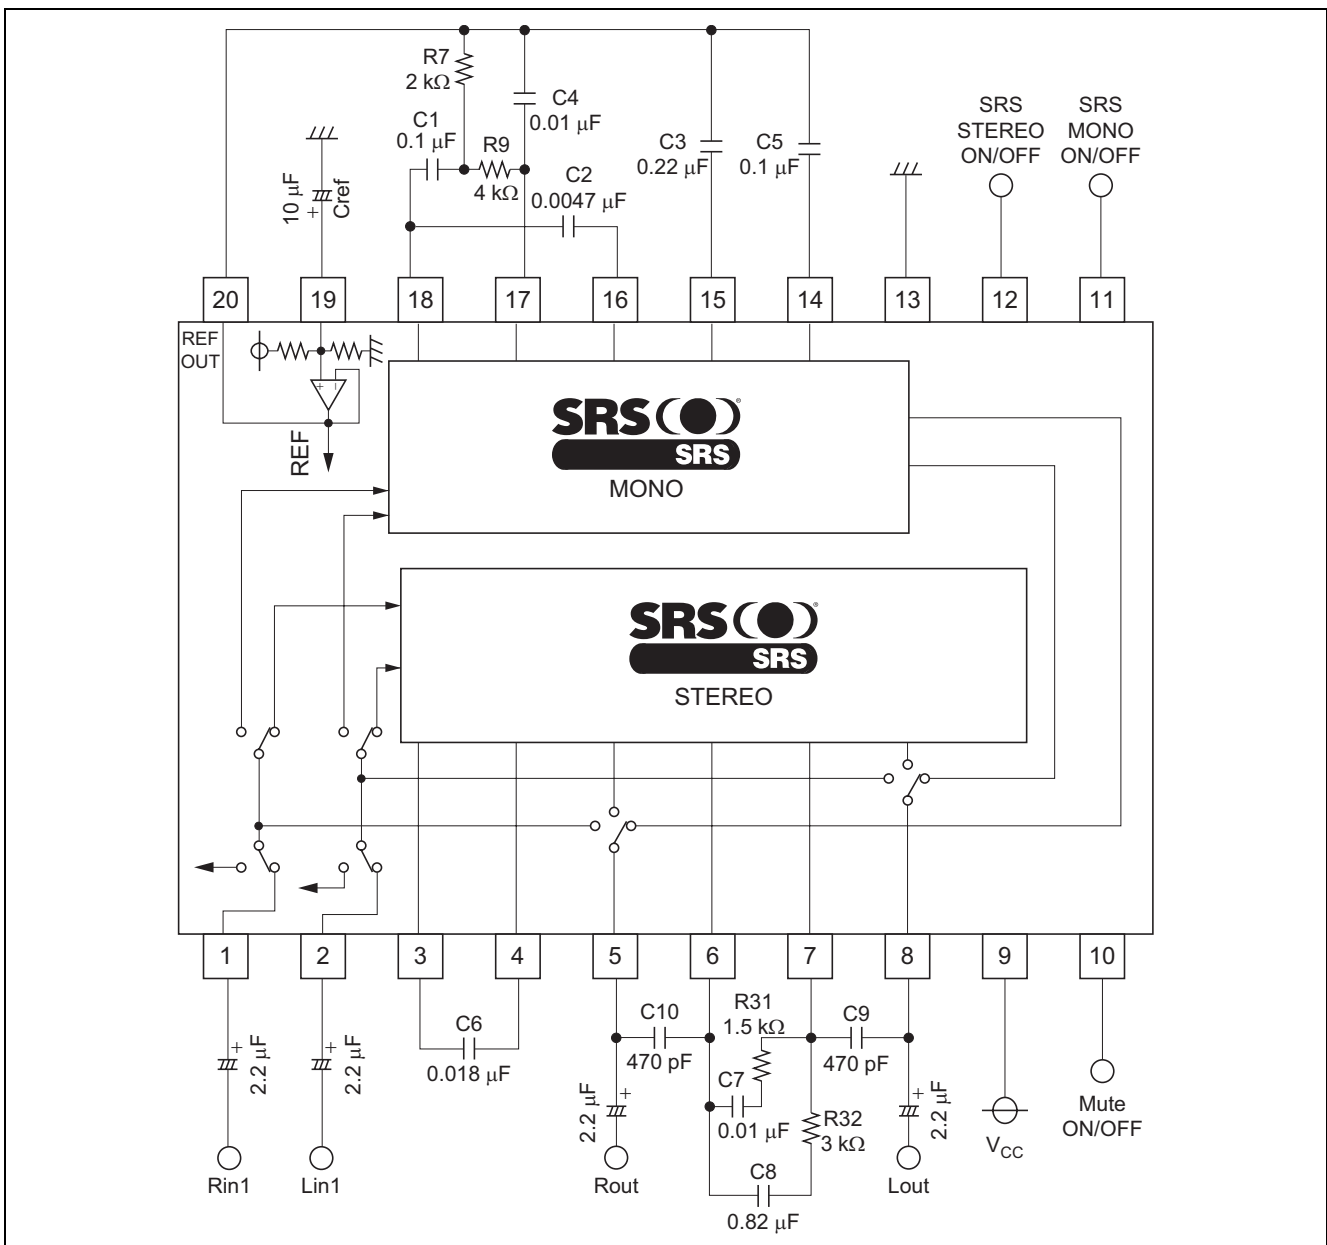 R7
2 kΩ
C4
0.01 μF
C1
0.1 μF
R9
4 kΩ
C2
0.0047 μF
C3
0.22 μF
C5
0.1 μF
SRS
STEREO
ON/OFF
SRS
MONO
ON/OFF
10 μF
+
Cref
20
19
18
17
16
15
14
13
12
11
REF
OUT
+
-
REF
SRS
®
SRS
MONO
SRS
®
SRS
STEREO
1
2
3
4
5
6
7
8
9
10
+
2.2 μF
Rin1
+
2.2 μF
Lin1
C6
0.018 μF
C10
470 pF
R31
1.5 kΩ
C9
470 pF
C7
0.01 μF
R32
3 kΩ
C8
0.82 μF
2.2 μF
+
Rout
+
2.2 μF
Lout
VCC
Mute
ON/OFF